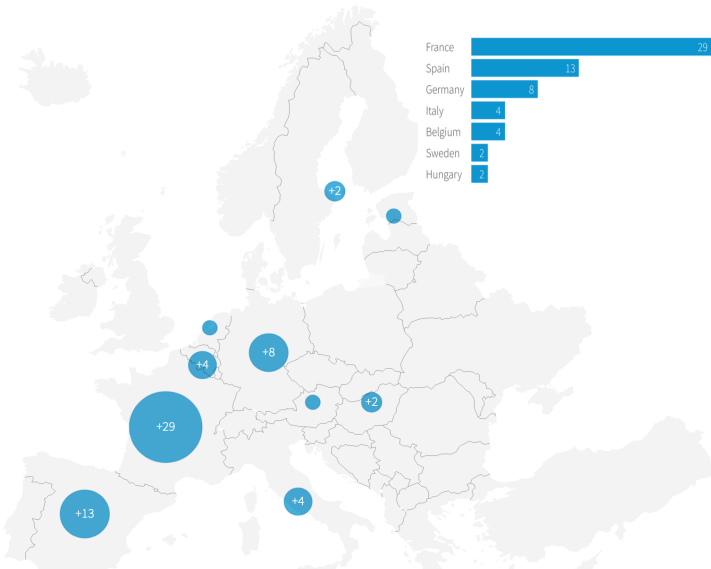 France 29
Spain 13
Germany 8
Italy 4
Belgium 4
Sweden 2
Hungary 2
+2
+8
+4
+2
+29
+4
+13